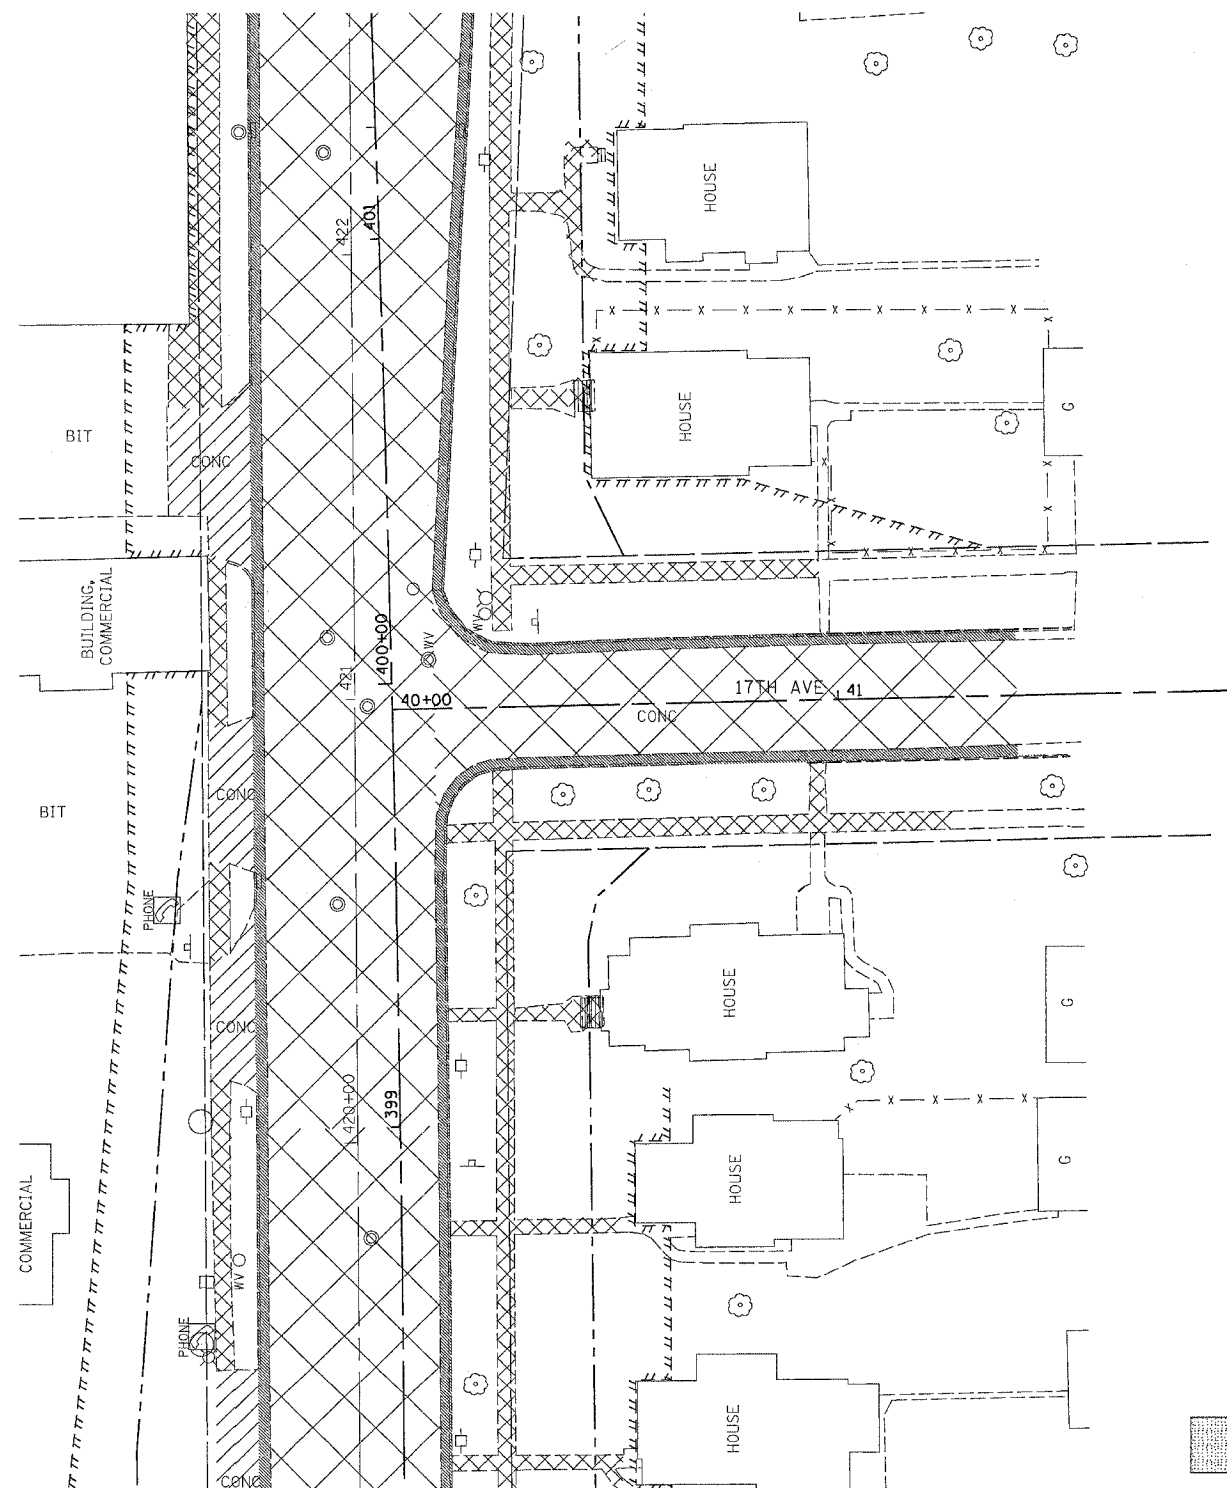 HOUSE
422
401
HOUSE
G
BIT
CONC
BUILDING,
COMMERCIAL
WV
WV
400+00
421
40+00
17TH AVE
41
CONC
CONC
BIT
PHONE
HOUSE
G
CONC
420+00
399
HOUSE
G
COMMERCIAL
WV
PHONE
HOUSE
CONC